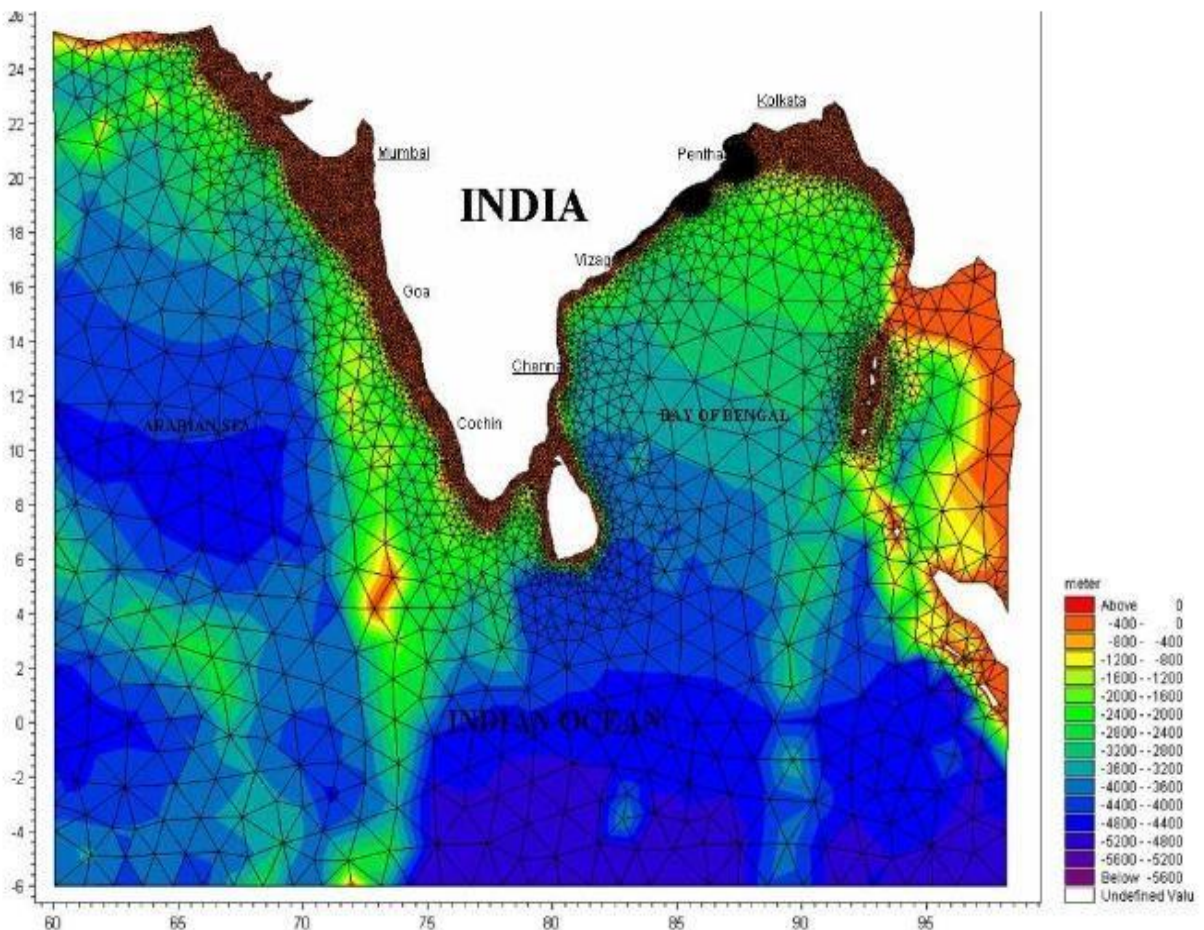 26
24
22
20
18
16
14
12
10
8
6
4
2
0
-2
-4
-6
60 65 70 75 80 85 90 95
Kolkata
Mumbai
Pentha
INDIA
Vizag
Goa
Chenna
Cochin
ARABIAN SEA
BAY OF BENGAL
INDIAN OCEAN
meter
Above 0
-400 - 0
-800 - -400
-1200 - -800
-1600 - -1200
-2000 - -1600
-2400 - -2000
-2800 - -2400
-3200 - -2800
-3600 - -3200
-4000 - -3600
-4400 - -4000
-4800 - -4400
-5200 - -4800
-5600 - -5200
Below -5600
Undefined Valu